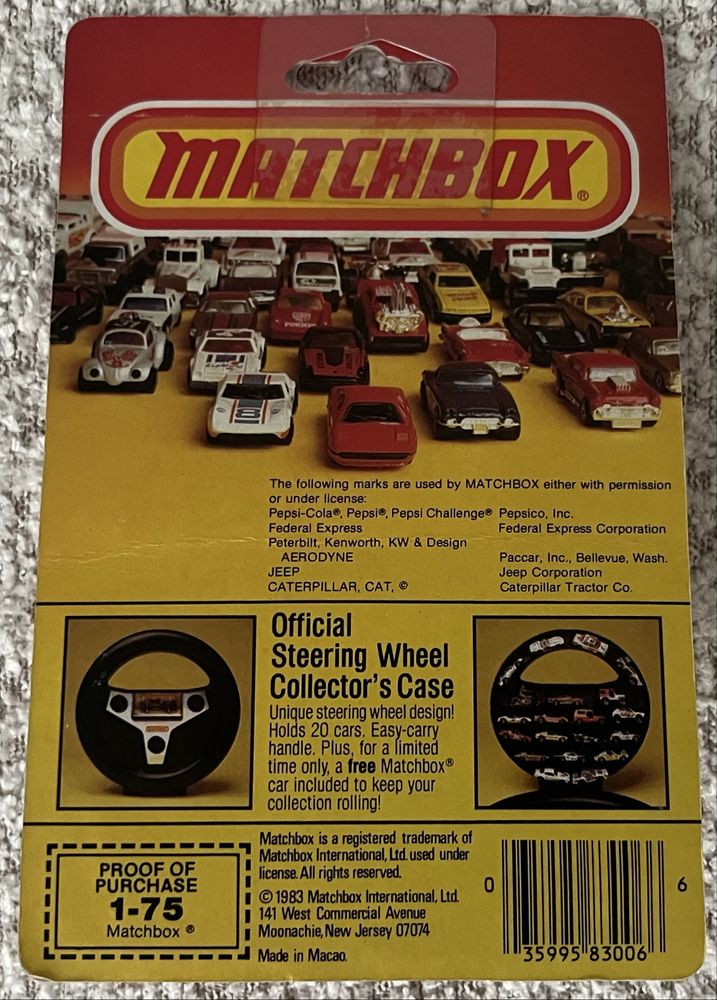 MATCHBOX®
The following marks are used by MATCHBOX either with permission
or under license:
Pepsi-Cola®, Pepsi®, Pepsi Challenge® Pepsico, Inc.
Federal Express Federal Express Corporation
Peterbilt, Kenworth, KW & Design
AERODYNE Paccar, Inc., Bellevue, Wash.
JEEP Jeep Corporation
CATERPILLAR, CAT, © Caterpillar Tractor Co.
Official
Steering Wheel
Collector's Case
Unique steering wheel design!
Holds 20 cars. Easy-carry
handle. Plus, for a limited
time only, a free Matchbox®
car included to keep your
collection rolling!
PROOF OF
PURCHASE
1-75
Matchbox ®
Matchbox is a registered trademark of
Matchbox International, Ltd. used under
license. All rights reserved.
© 1983 Matchbox International, Ltd.
141 West Commercial Avenue
Moonachie, New Jersey 07074
Made in Macao.
0 35995 83006 6